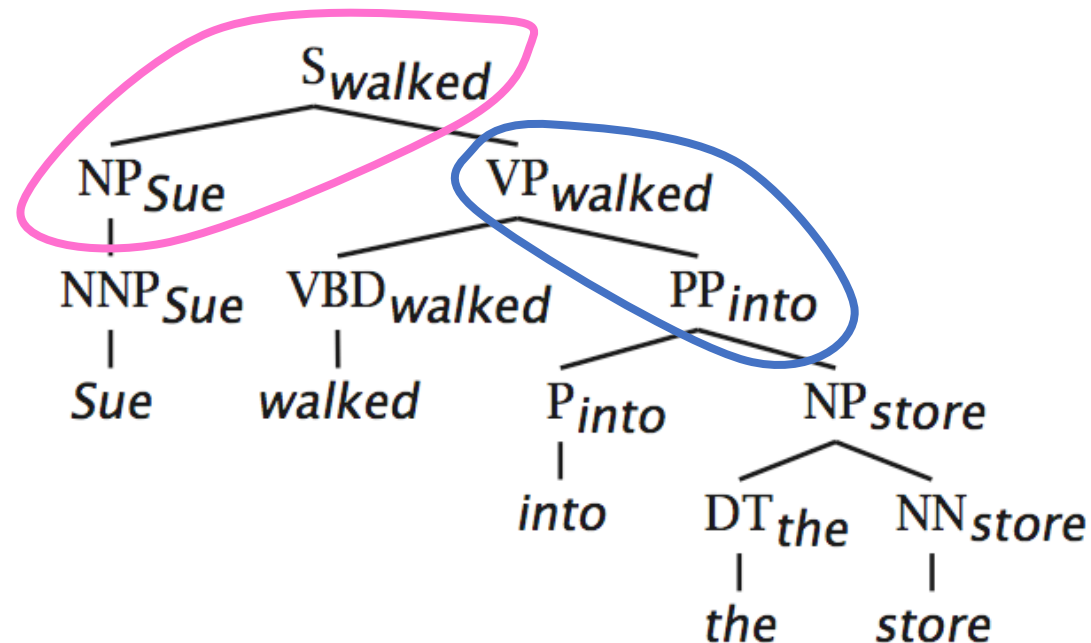 S walked
NP Sue VP walked
NNP Sue VBD walked PP into
Sue walked P into NP store
into DT the NN store
the store